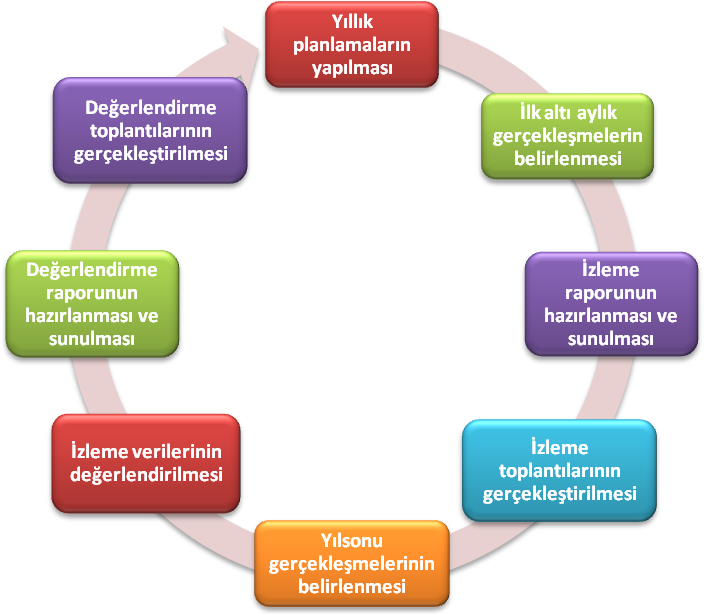 Yıllık
planlamaların
yapılması
İlk altı aylık
gerçekleşmelerin
belirlenmesi
İzleme
raporunun
hazırlanması ve
sunulması
İzleme
toplantılarının
gerçekleştirilmesi
Yılsonu
gerçekleşmelerinin
belirlenmesi
İzleme verilerinin
değerlendirilmesi
Değerlendirme
raporunun
hazırlanması ve
sunulması
Değerlendirme
toplantılarının
gerçekleştirilmesi